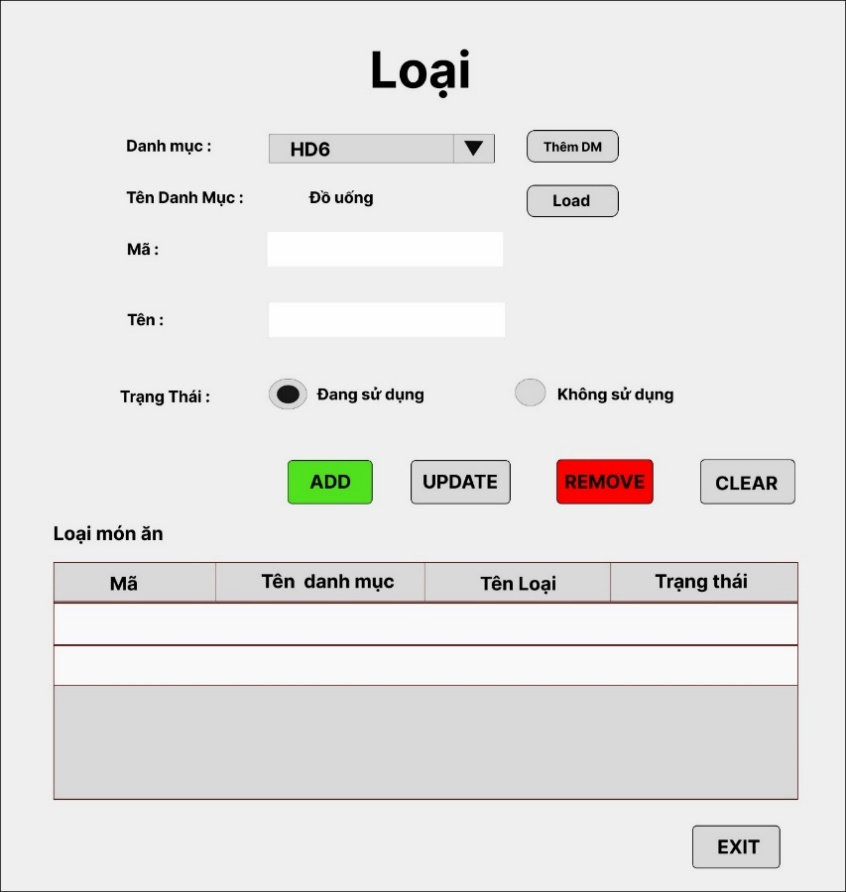 Loại
Danh mục : HD6 Thêm DM
Tên Danh Mục : Đồ uống Load
Mã :
Tên :
Trạng Thái : Đang sử dụng Không sử dụng
ADD UPDATE REMOVE CLEAR
Loại món ăn
Mã Tên danh mục Tên Loại Trạng thái
EXIT